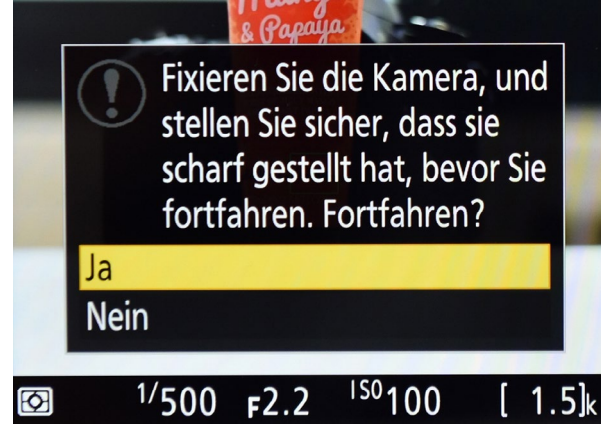 & Papaya
Fixieren Sie die Kamera, und
stellen Sie sicher, dass sie
scharf gestellt hat, bevor Sie
fortfahren. Fortfahren?
Ja
Nein
1/500 F2.2 ISO100 [ 1.5]k